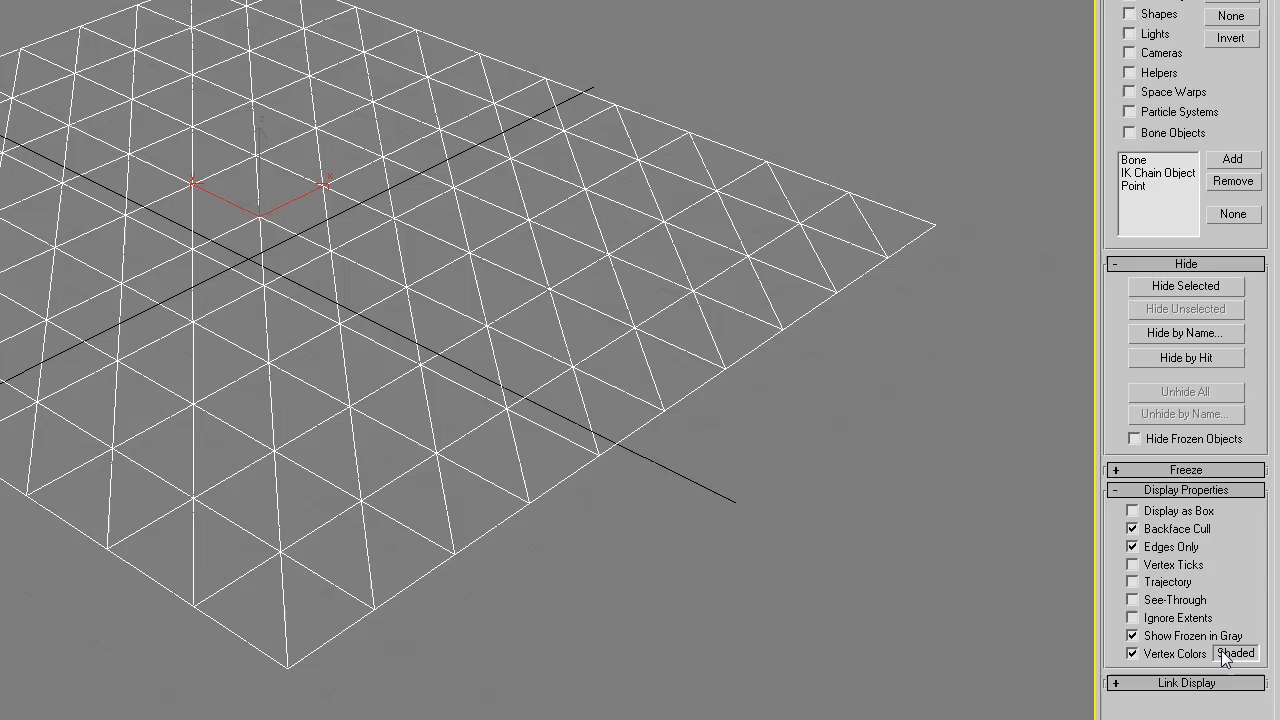 Shapes
None
Lights
Invert
Cameras
Helpers
Space Warps
Particle Systems
Bone Objects
Bone
Add
IK Chain Object
Remove
Point
None
- Hide
Hide Selected
Hide Unselected
Hide by Name...
Hide by Hit
Unhide All
Unhide by Name...
Hide Frozen Objects
+ Freeze
- Display Properties
Display as Box
Backface Cull
Edges Only
Vertex Ticks
Trajectory
See-Through
Ignore Extents
Show Frozen in Gray
Vertex Colors Shaded
+ Link Display
z
x